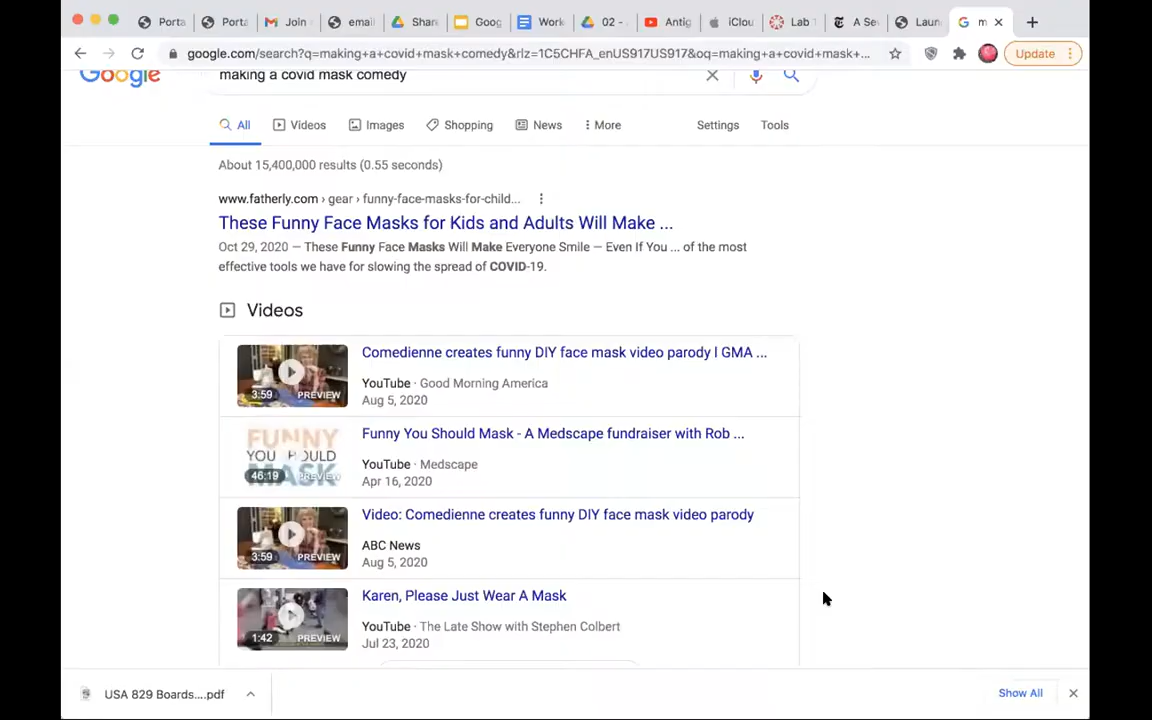 Porta
Porta
Join
email
Share
Goog
Work
02 -
Antig
iClou
Lab
A Se
Laun
m
google.com/search?q=making+a+covid+mask+comedy&rlz=1C5CHFA_enUS917US917&oq=making+a+covid+mask+...
Update
Google
making a covid mask comedy
All
Videos
Images
Shopping
News
More
Settings
Tools
About 15,400,000 results (0.55 seconds)
www.fatherly.com › gear › funny-face-masks-for-child...
These Funny Face Masks for Kids and Adults Will Make ...
Oct 29, 2020 — These Funny Face Masks Will Make Everyone Smile — Even If You ... of the most
effective tools we have for slowing the spread of COVID-19.
Videos
3:59 PREVIEW
Comedienne creates funny DIY face mask video parody l GMA ...
YouTube · Good Morning America
Aug 5, 2020
FUNNY
YOU SHOULD
MASK
46:19 PREVIEW
Funny You Should Mask - A Medscape fundraiser with Rob ...
YouTube · Medscape
Apr 16, 2020
3:59 PREVIEW
Video: Comedienne creates funny DIY face mask video parody
ABC News
Aug 5, 2020
1:42 PREVIEW
Karen, Please Just Wear A Mask
YouTube · The Late Show with Stephen Colbert
Jul 23, 2020
USA 829 Boards....pdf
Show All